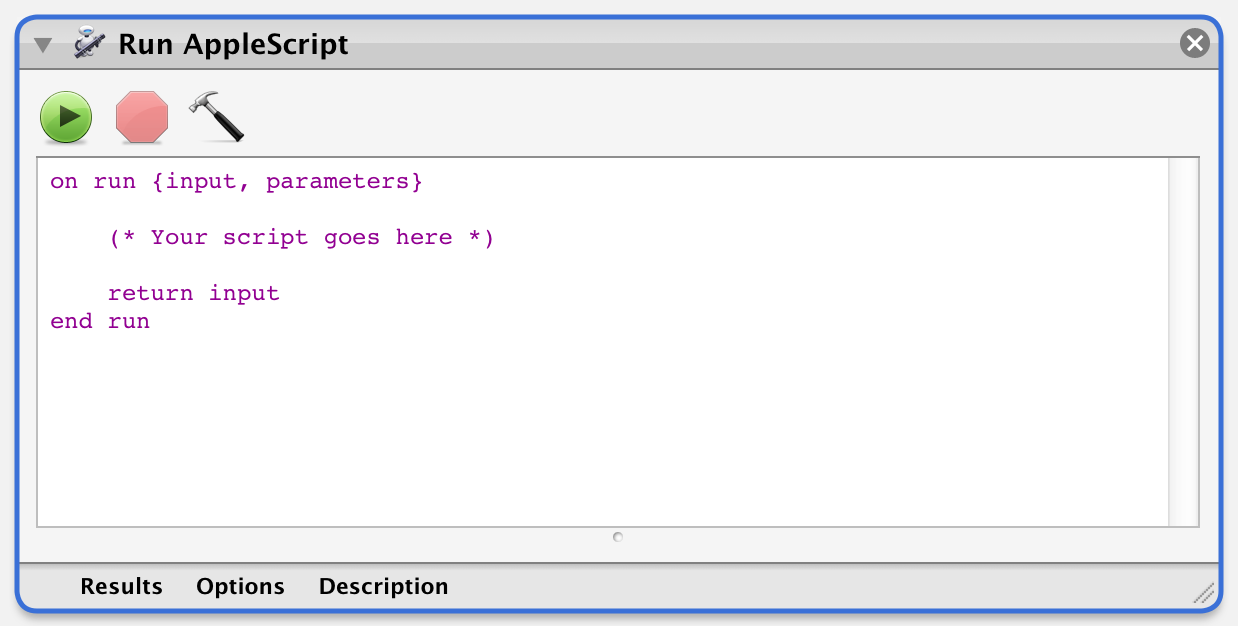 Run AppleScript
on run {input, parameters}
(* Your script goes here *)
return input
end run
Results Options Description